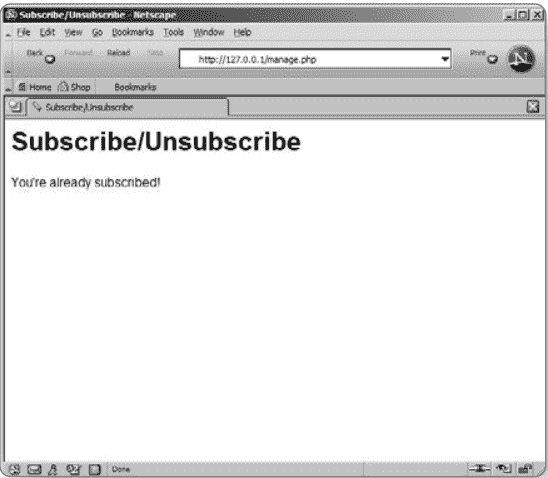 Subscribe/Unsubscribe - Netscape
File Edit View Go Bookmarks Tools Window Help
Back Forward Reload Stop http://127.0.0.1/manage.php Print N
Home Shop Bookmarks
Subscribe/Unsubscribe
Subscribe/Unsubscribe
You're already subscribed!
Done